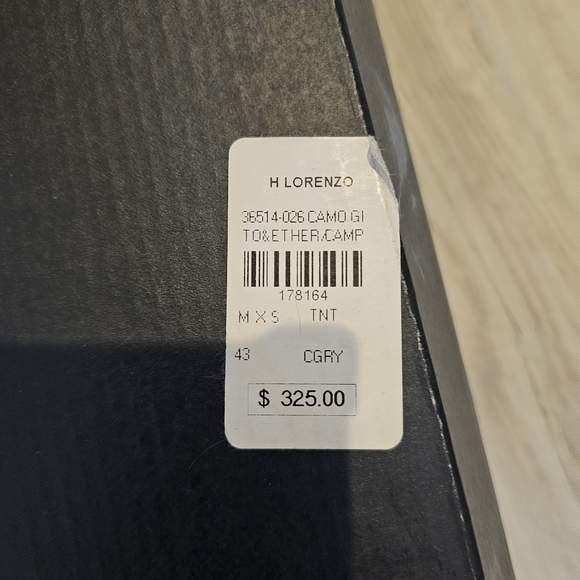 H LORENZO
36514-026 CAMO GI
TO&ETHER/CAMP
178164
M X S TNT
43 CGRY
$ 325.00